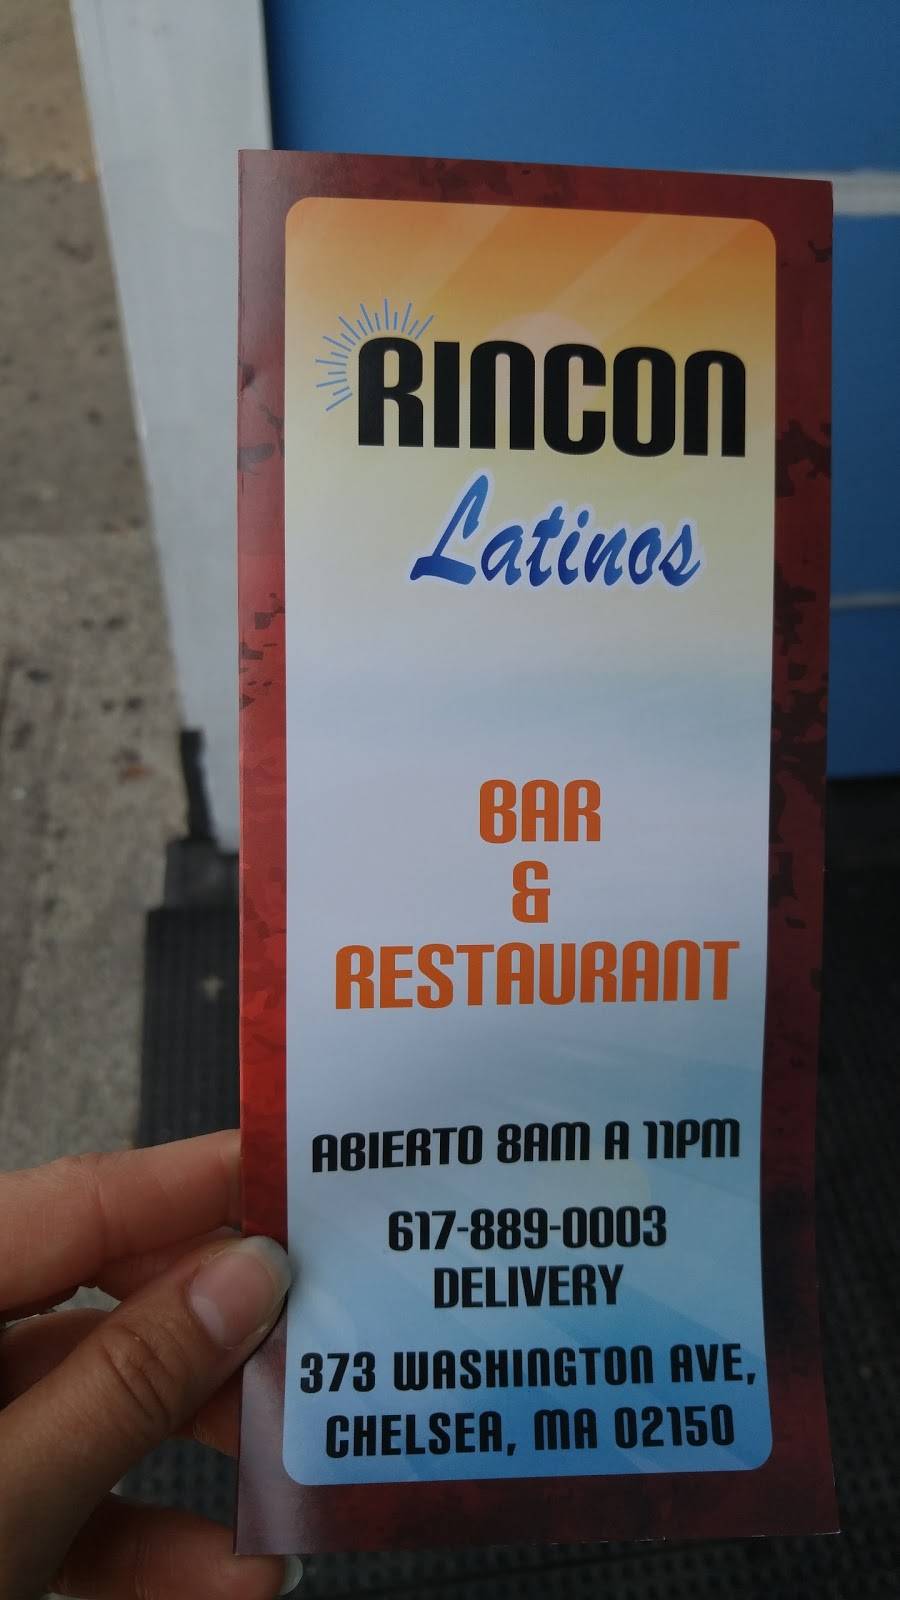 RINCON
Latinos
BAR
&
RESTAURANT
ABIERTO 8AM A 11PM
617-889-0003
DELIVERY
373 WASHINGTON AVE,
CHELSEA, MA 02150